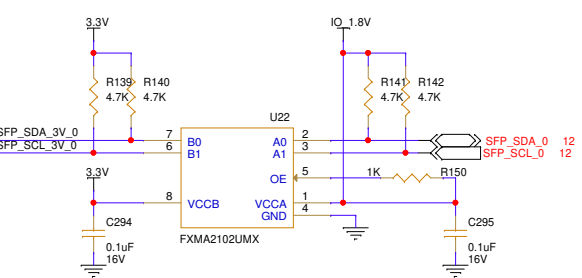 3.3V
IO_1.8V
R139 R140
4.7K 4.7K
R141 R142
4.7K 4.7K
U22
SFP_SDA_3V_0 7 B0 A0 2 SFP_SDA_0 12
SFP_SCL_3V_0 6 B1 A1 3 SFP_SCL_0 12
3.3V
OE 5 1K R150
8 VCCB VCCA 1
GND 4
C294
0.1uF
16V
FXMA2102UMX
C295
0.1uF
16V